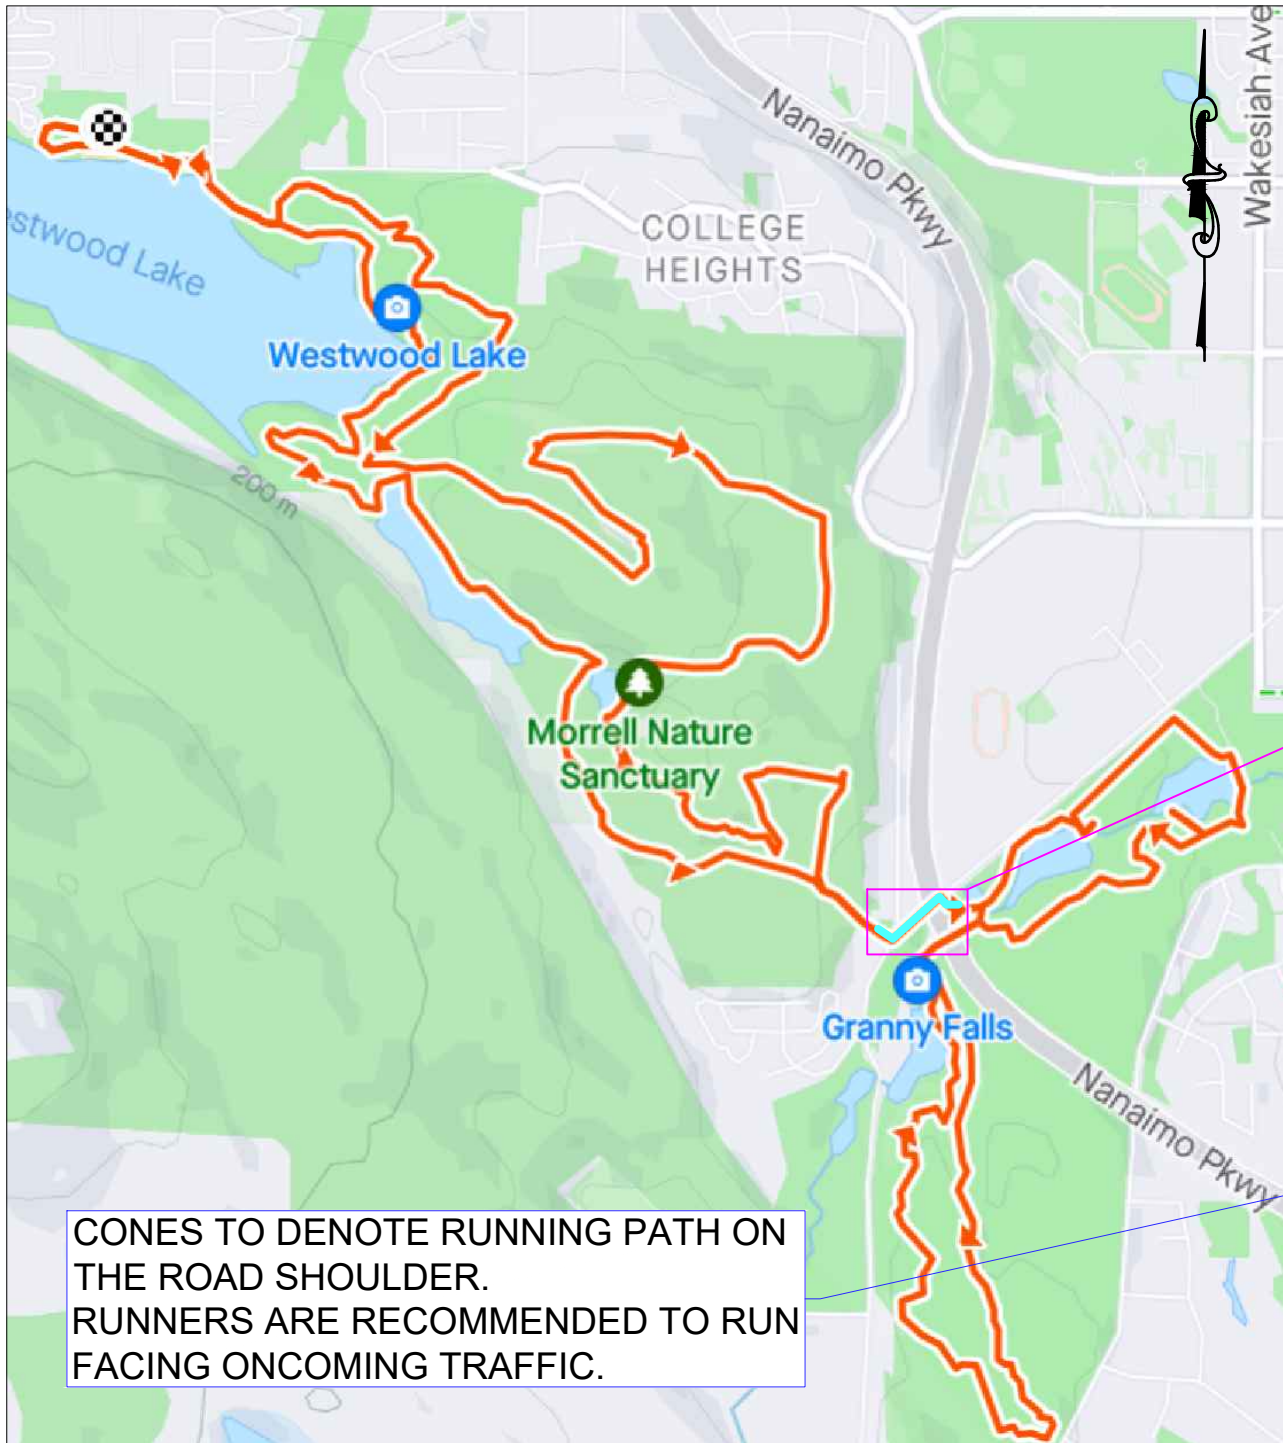 Wakesiah Ave
Nanaimo Pkwy
COLLEGE
HEIGHTS
estwood Lake
Westwood Lake
200 m
Morrell Nature
Sanctuary
Granny Falls
Nanaimo Pkwy
CONES TO DENOTE RUNNING PATH ON
THE ROAD SHOULDER.
RUNNERS ARE RECOMMENDED TO RUN
FACING ONCOMING TRAFFIC.